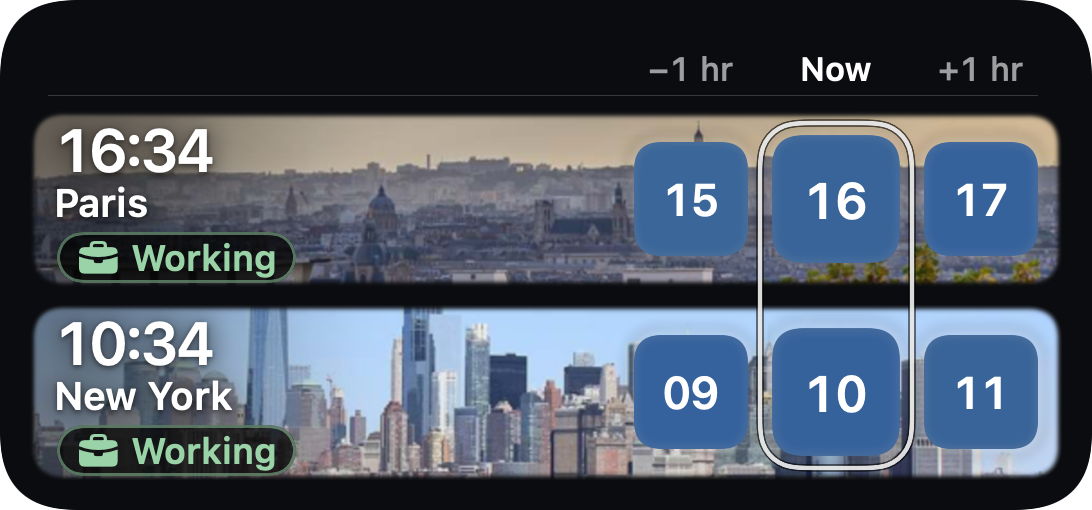 −1 hr Now +1 hr
16:34
Paris
Working
15 16 17
10:34
New York
Working
09 10 11